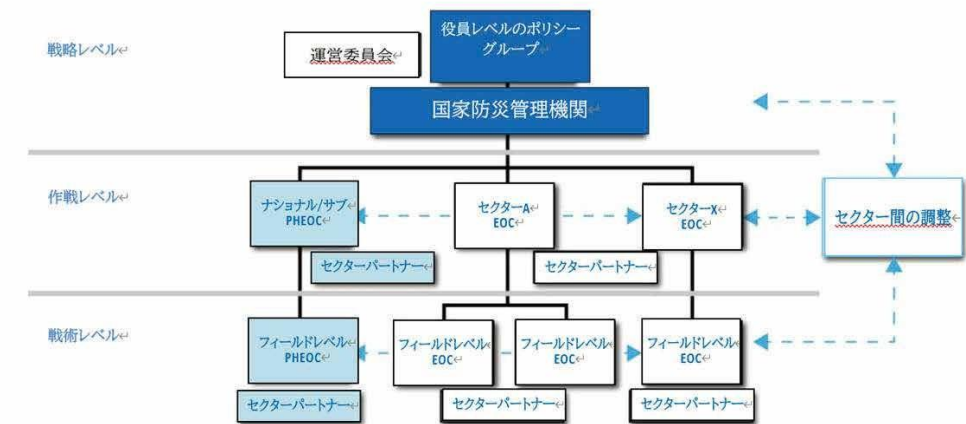 戦略レベル↵
運営委員会↵
役員レベルのポリシー
グループ↵
国家防災管理機関↵
作戦レベル↵
ナショナル/サブ↵
PHEOC↵
セクターA↵
EOC↵
セクターX↵
EOC↵
セクター間の調整↵
セクターパートナー↵
セクターパートナー↵
戦術レベル↵
フィールドレベル↵
PHEOC↵
フィールドレベル↵
EOC↵
フィールドレベル↵
EOC↵
フィールドレベル↵
EOC↵
セクターパートナー↵
セクターパートナー↵
セクターパートナー↵